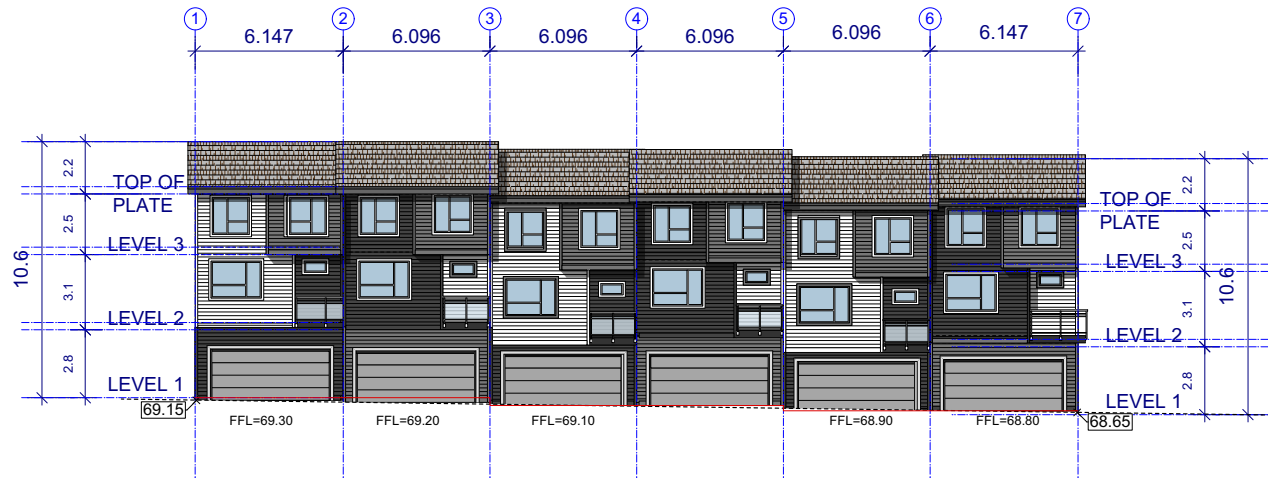 1 2 3 4 5 6 7
6.147 6.096 6.096 6.096 6.096 6.147
2.2
TOP OF
PLATE
2.5
LEVEL 3
10.6
3.1
LEVEL 2
2.8
LEVEL 1
69.15
FFL=69.30 FFL=69.20 FFL=69.10 FFL=68.90 FFL=68.80
2.2
TOP OF
PLATE
2.5
LEVEL 3
10.6
3.1
LEVEL 2
2.8
LEVEL 1
68.65